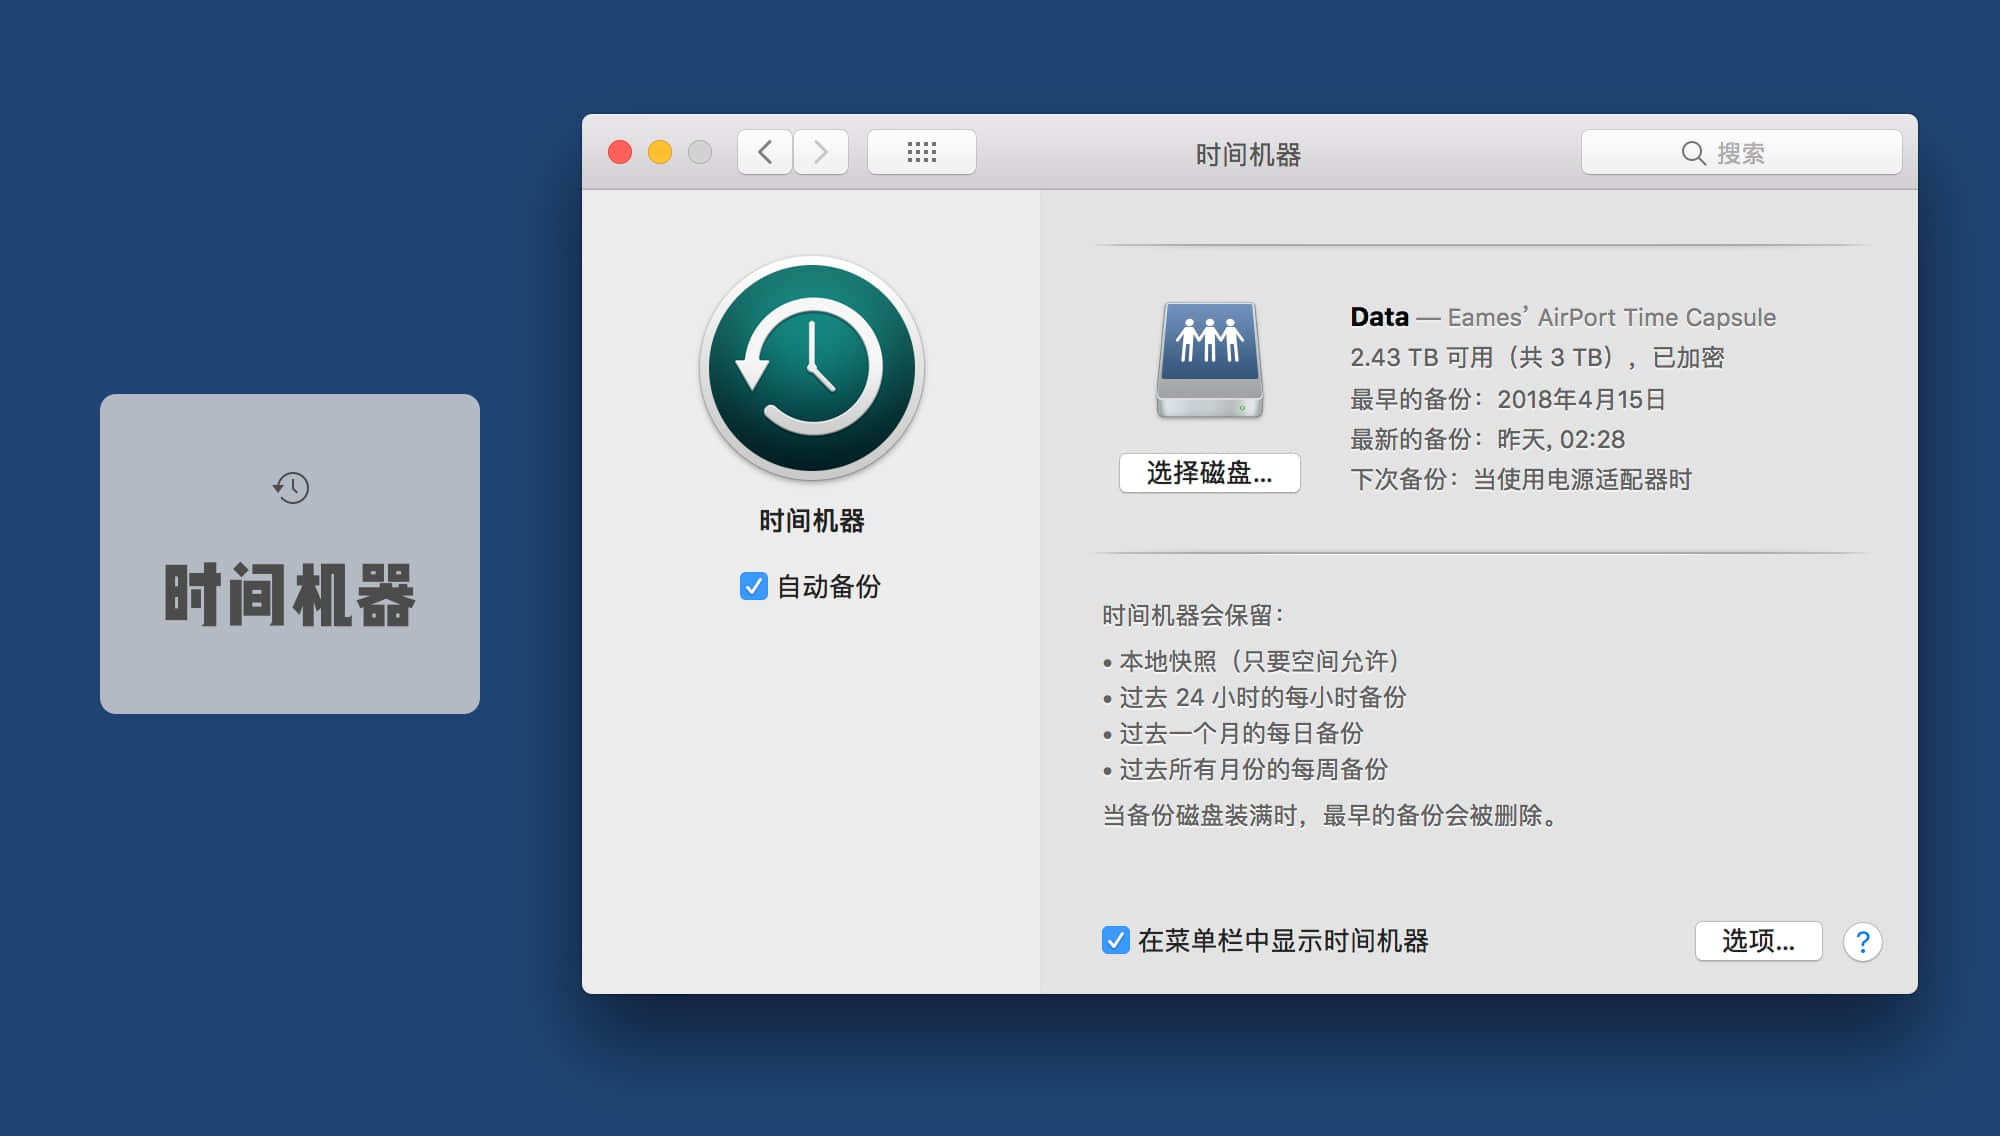 时间机器
时间机器
搜索
时间机器
自动备份
Data — Eames’ AirPort Time Capsule
2.43 TB 可用（共 3 TB），已加密
最早的备份：2018年4月15日
最新的备份：昨天, 02:28
下次备份：当使用电源适配器时
选择磁盘...
时间机器会保留：
• 本地快照（只要空间允许）
• 过去 24 小时的每小时备份
• 过去一个月的每日备份
• 过去所有月份的每周备份
当备份磁盘装满时，最早的备份会被删除。
在菜单栏中显示时间机器
选项...
?